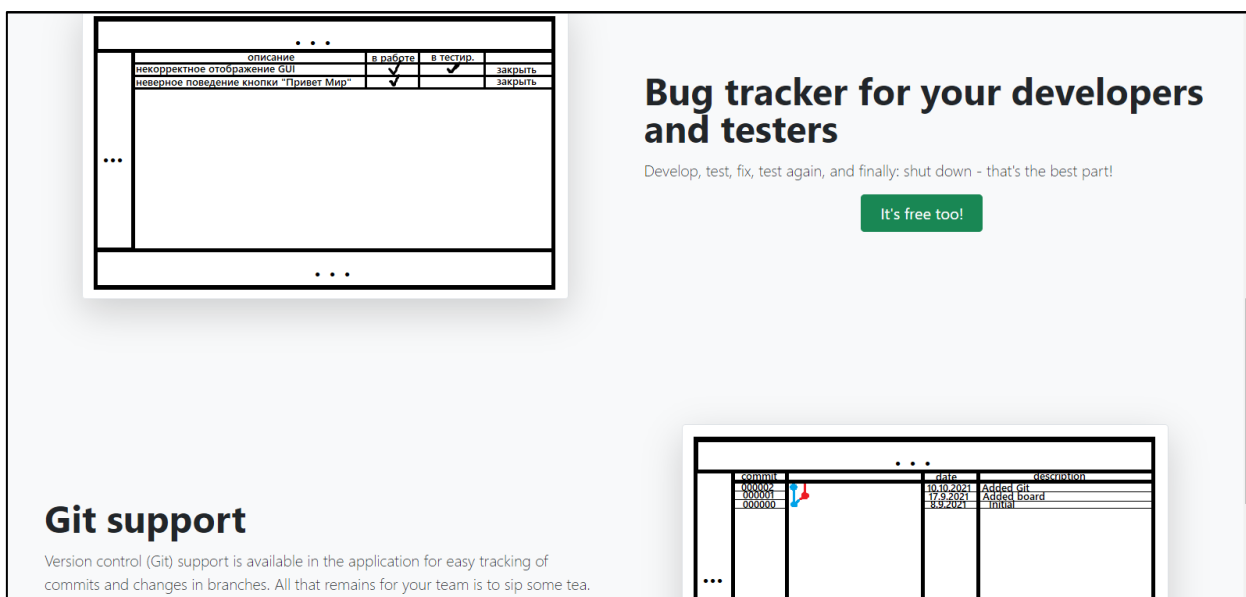 . . .
описание в работе в тестир.
некорректное отображение GUI закрыть
неверное поведение кнопки "Привет Мир" закрыть
...
. . .
Bug tracker for your developers
and testers
Develop, test, fix, test again, and finally: shut down - that's the best part!
It's free too!
Git support
Version control (Git) support is available in the application for easy tracking of
commits and changes in branches. All that remains for your team is to sip some tea.
. . .
commit date description
000002 10.10.2021 Added Git
000001 17.9.2021 Added board
000000 8.9.2021 Initial
...